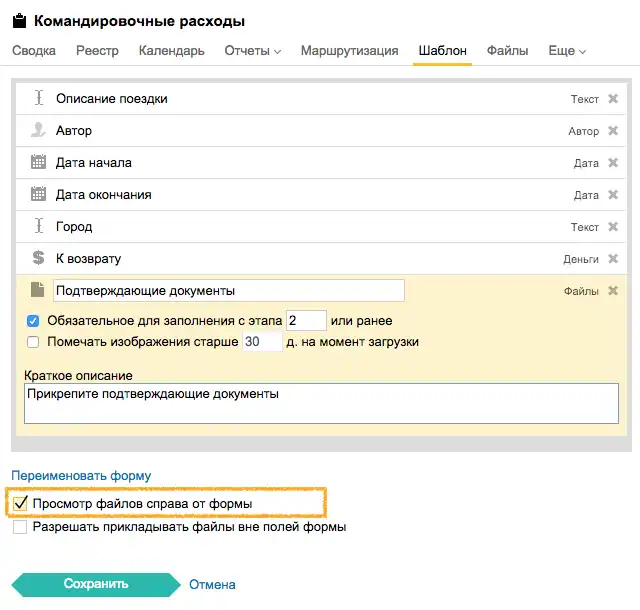 Командировочные расходы
Сводка Реестр Календарь Отчеты Маршрутизация Шаблон Файлы Еще
Описание поездки Текст
Автор Автор
Дата начала Дата
Дата окончания Дата
Город Текст
К возврату Деньги
Подтверждающие документы Файлы
Обязательное для заполнения с этапа 2 или ранее
Помечать изображения старше 30 д. на момент загрузки
Краткое описание
Прикрепите подтверждающие документы
Переименовать форму
Просмотр файлов справа от формы
Разрешать прикладывать файлы вне полей формы
Сохранить Отмена